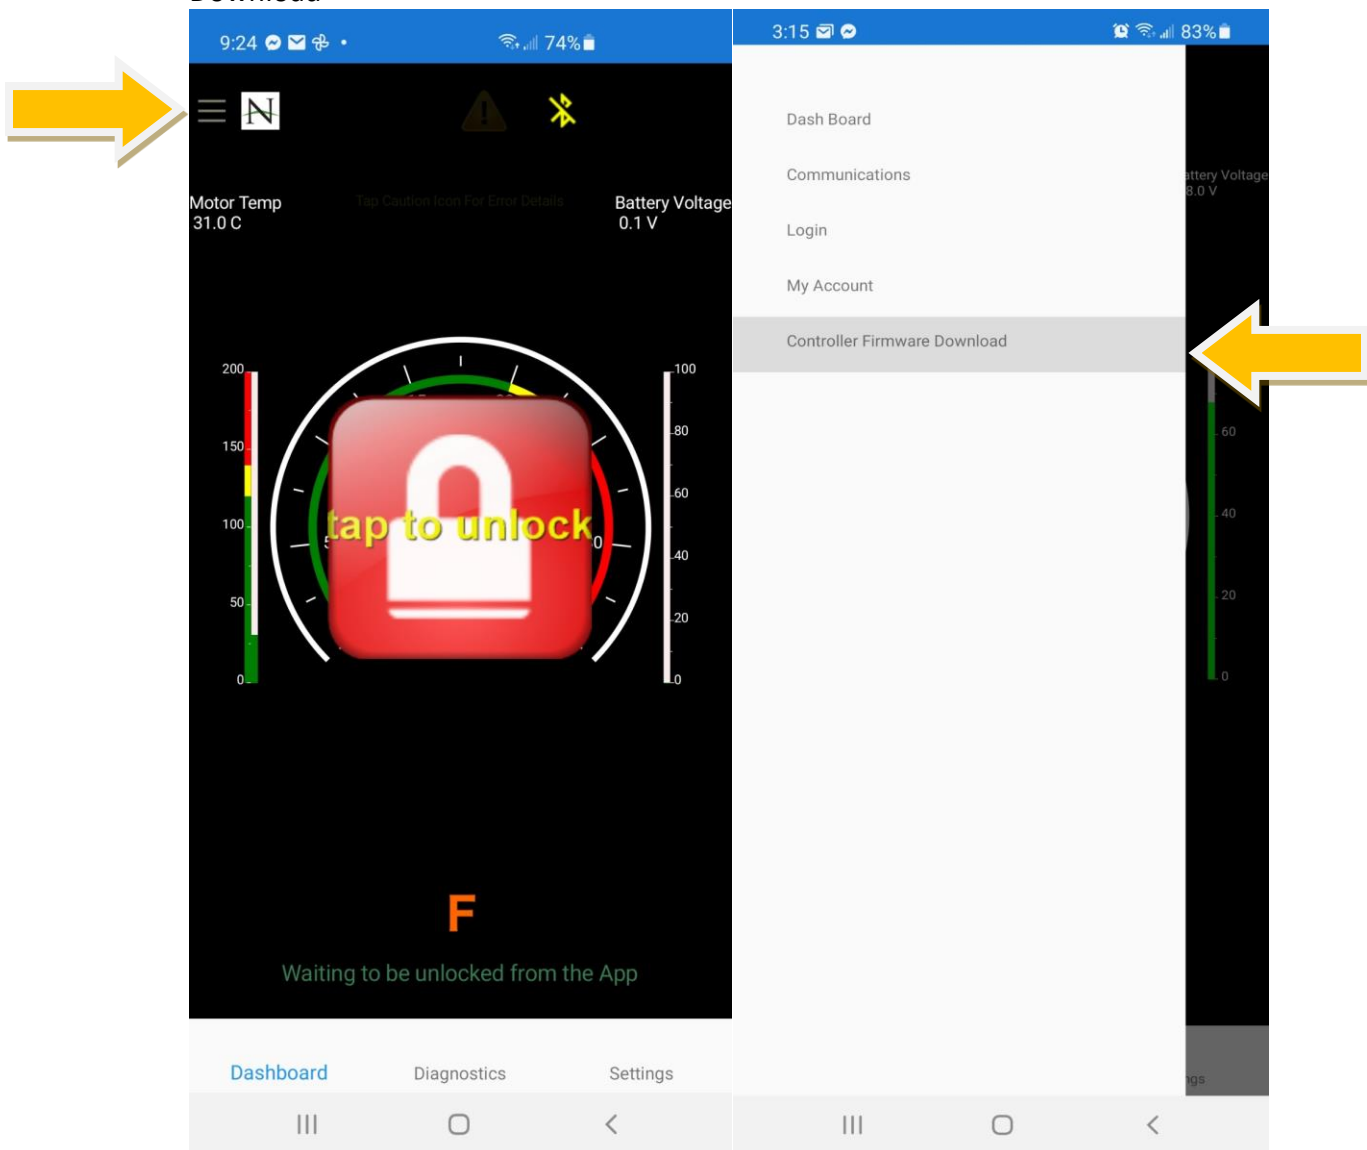 Download
9:24
74%
N
Motor Temp
31.0 C
Tap Caution Icon For Error Details
Battery Voltage
0.1 V
200
150
100
50
0
100
80
60
40
20
0
tap to unlock
F
Waiting to be unlocked from the App
Dashboard
Diagnostics
Settings
3:15
83%
Dash Board
Communications
Login
My Account
Controller Firmware Download
attery Voltage
8.0 V
60
40
20
0
ngs